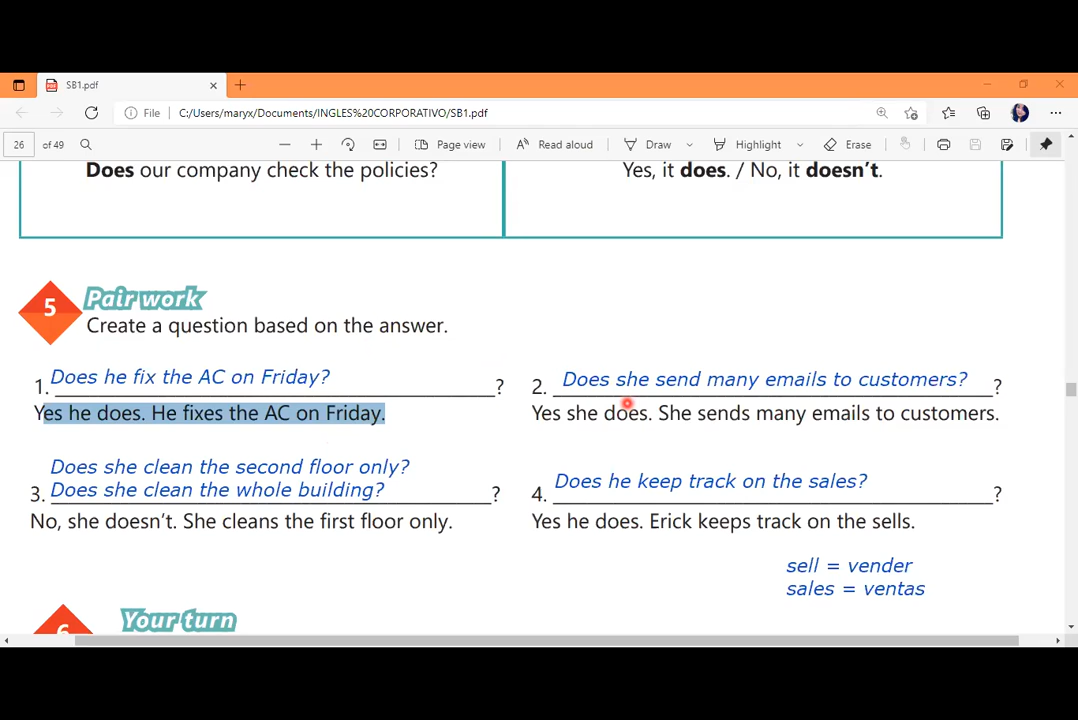 SB1.pdf
File C:/Users/maryx/Documents/INGLES%20CORPORATIVO/SB1.pdf
26 of 49 Page view Read aloud Draw Highlight Erase
Does our company check the policies?
Yes, it does. / No, it doesn't.
5 Pair work
Create a question based on the answer.
1. Does he fix the AC on Friday? ?
Yes he does. He fixes the AC on Friday.
2. Does she send many emails to customers? ?
Yes she does. She sends many emails to customers.
Does she clean the second floor only?
3. Does she clean the whole building? ?
No, she doesn't. She cleans the first floor only.
4. Does he keep track on the sales? ?
Yes he does. Erick keeps track on the sells.
sell = vender
sales = ventas
6 Your turn